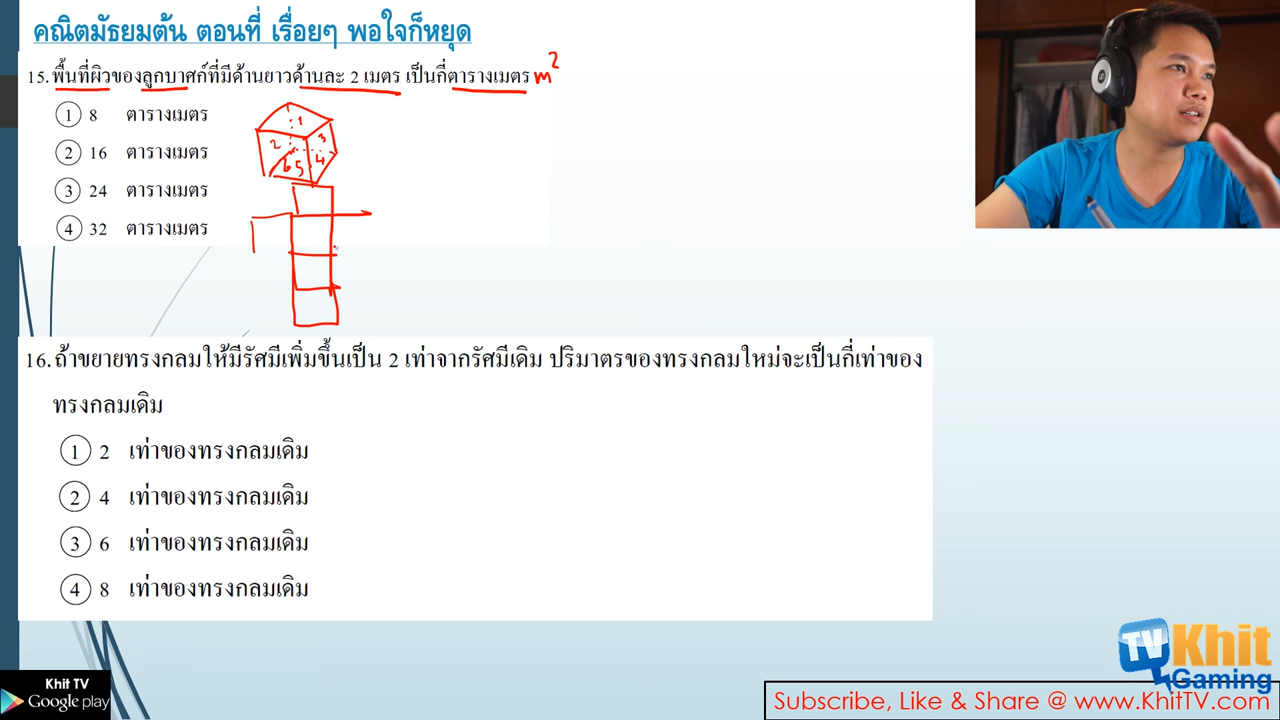 คณิตมัธยมต้น ตอนที่ เรื่อยๆ พอใจก็หยุด
15. พื้นที่ผิวของลูกบาศก์ที่มีด้านยาวด้านละ 2 เมตร เป็นกี่ตารางเมตร m²
1 8 ตารางเมตร
2 16 ตารางเมตร
3 24 ตารางเมตร
4 32 ตารางเมตร
1
2 3
6 5 4
16. ถ้าขยายทรงกลมให้มีรัศมีเพิ่มขึ้นเป็น 2 เท่าจากรัศมีเดิม ปริมาตรของทรงกลมใหม่จะเป็นกี่เท่าของ
ทรงกลมเดิม
1 2 เท่าของทรงกลมเดิม
2 4 เท่าของทรงกลมเดิม
3 6 เท่าของทรงกลมเดิม
4 8 เท่าของทรงกลมเดิม
TV Khit
Gaming
Khit TV
Google play
Subscribe, Like & Share @ www.KhitTV.com